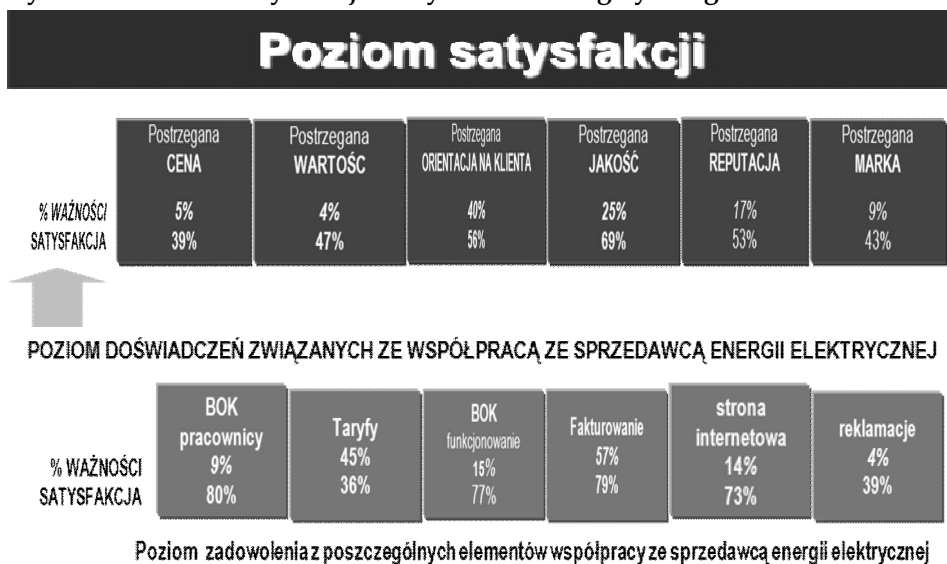 Poziom satysfakcji
Postrzegana
CENA
5%
39%
Postrzegana
WARTOŚC
4%
47%
Postrzegana
ORIENTACJA NA KLIENTA
40%
56%
Postrzegana
JAKOŚĆ
25%
69%
Postrzegana
REPUTACJA
17%
53%
Postrzegana
MARKA
9%
43%
% WAŻNOŚCI
SATYSFAKCJA
POZIOM DOŚWIADCZEŃ ZWIĄZANYCH ZE WSPÓŁPRACĄ ZE SPRZEDAWCĄ ENERGII ELEKTRYCZNEJ
BOK
pracownicy
9%
80%
Taryfy
45%
36%
BOK
funkcjonowanie
15%
77%
Fakturowanie
57%
79%
strona
internetowa
14%
73%
reklamacje
4%
39%
% WAŻNOŚCI
SATYSFAKCJA
Poziom zadowolenia z poszczególnych elementów współpracy ze sprzedawcą energii elektrycznej